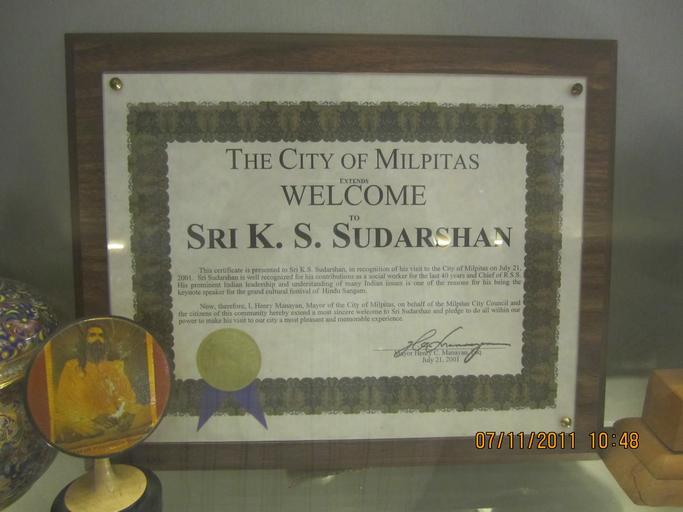 THE CITY OF MILPITAS
EXTENDS
WELCOME
TO
SRI K. S. SUDARSHAN
This certificate is presented to Sri K. S. Sudarshan, in recognition of his visit to the City of Milpitas on July 21,
2001. Sri Sudarshan is well recognized for his contributions as a social worker for the last 40 years and Chief of R.S.S.
His prominent Indian leadership and understanding of many Indian issues is one of the reasons for his being the
keynote speaker for the grand cultural festival of Hindu Sangam.
Now, therefore, I, Henry Manayan, Mayor of the City of Milpitas, on behalf of the Milpitas City Council and
the citizens of this community hereby extend a most sincere welcome to Sri Sudarshan and pledge to do all within our
power to make his visit to our city a most pleasant and memorable experience.
Mayor Henry C. Manayan, Esq
July 21, 2001
07/11/2011 10:48